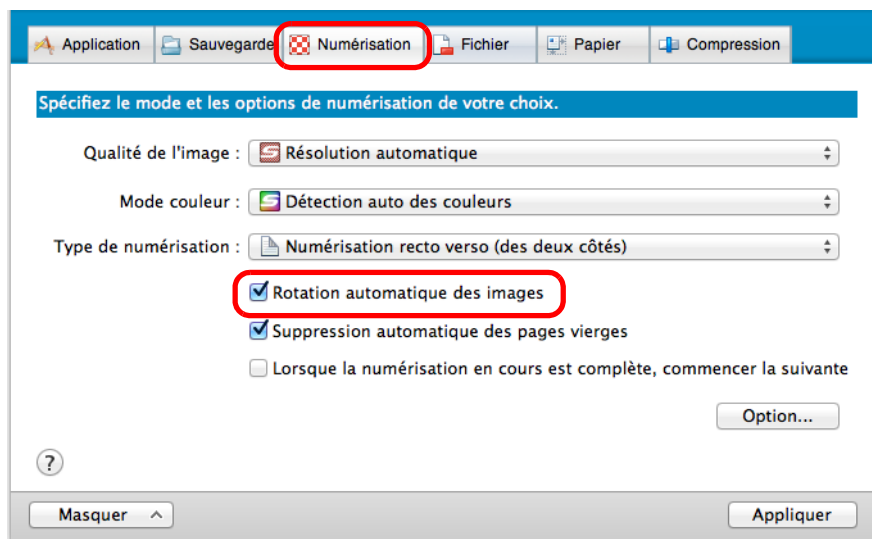 Application Sauvegarde Numérisation Fichier Papier Compression
Spécifiez le mode et les options de numérisation de votre choix.
Qualité de l'image : Résolution automatique
Mode couleur : Détection auto des couleurs
Type de numérisation : Numérisation recto verso (des deux côtés)
Rotation automatique des images
Suppression automatique des pages vierges
Lorsque la numérisation en cours est complète, commencer la suivante
Option...
?
Masquer Appliquer